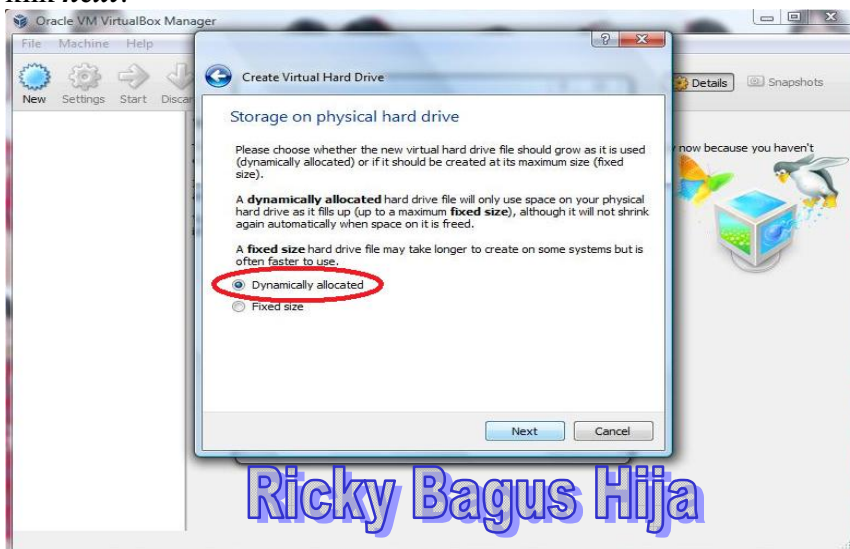 klik next.
Oracle VM VirtualBox Manager
File Machine Help
New Settings Start Discar
Details Snapshots
now because you haven't
Create Virtual Hard Drive
Storage on physical hard drive
Please choose whether the new virtual hard drive file should grow as it is used
(dynamically allocated) or if it should be created at its maximum size (fixed
size).
A dynamically allocated hard drive file will only use space on your physical
hard drive as it fills up (up to a maximum fixed size), although it will not shrink
again automatically when space on it is freed.
A fixed size hard drive file may take longer to create on some systems but is
often faster to use.
Dynamically allocated
Fixed size
Next Cancel
Ricky Bagus Hija